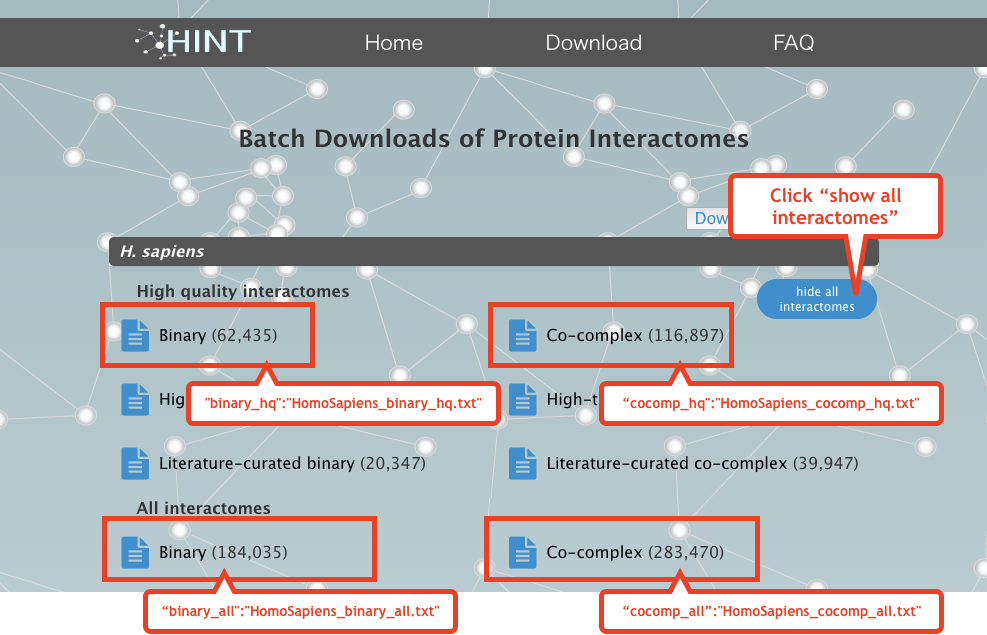 HINT
Home
Download
FAQ
Batch Downloads of Protein Interactomes
Click “show all
interactomes”
H. sapiens
High quality interactomes
hide all
interactomes
Binary (62,435)
Co-complex (116,897)
"binary_hq":"HomoSapiens_binary_hq.txt"
“cocomp_hq":"HomoSapiens_cocomp_hq.txt"
Literature-curated binary (20,347)
Literature-curated co-complex (39,947)
All interactomes
Binary (184,035)
Co-complex (283,470)
“binary_all":"HomoSapiens_binary_all.txt"
“cocomp_all”:"HomoSapiens_cocomp_all.txt"